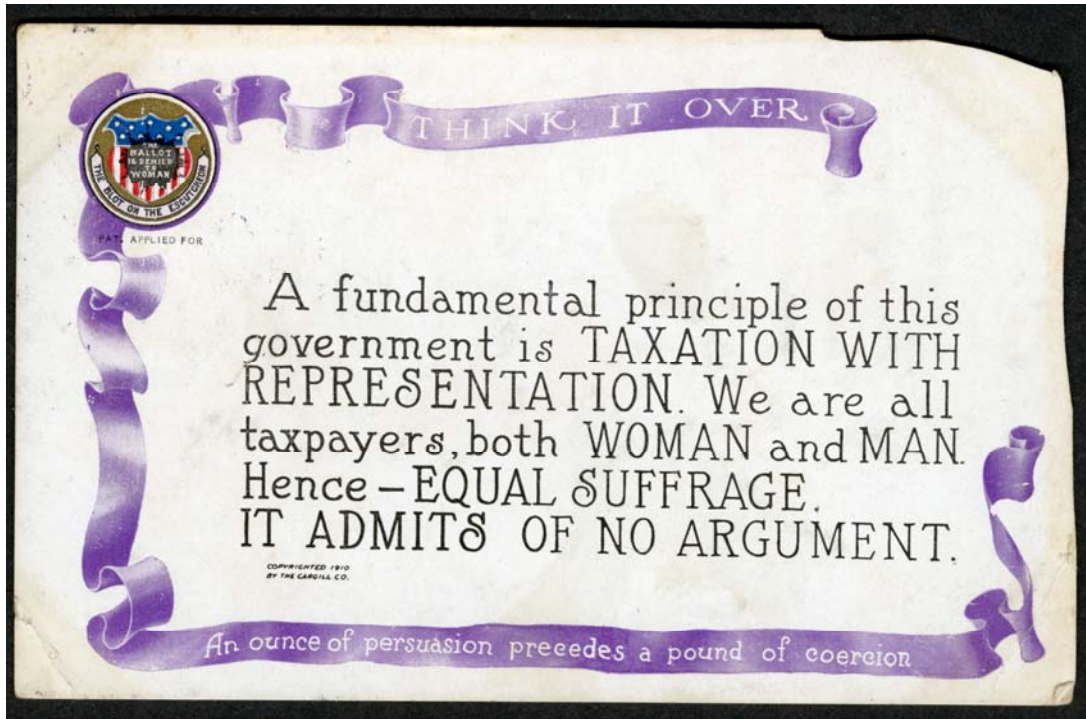 THINK IT OVER
THE
BALLOT
IS DENIED
TO
WOMAN
THE BLOT ON THE ESCUTCHEON
PAT. APPLIED FOR
A fundamental principle of this
government is TAXATION WITH
REPRESENTATION. We are all
taxpayers, both WOMAN and MAN.
Hence – EQUAL SUFFRAGE.
IT ADMITS OF NO ARGUMENT.
COPYRIGHTED 1910
BY THE CARGILL CO.
An ounce of persuasion precedes a pound of coercion